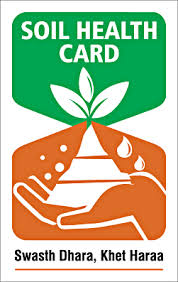 SOIL HEALTH
CARD
Swasth Dhara, Khet Haraa